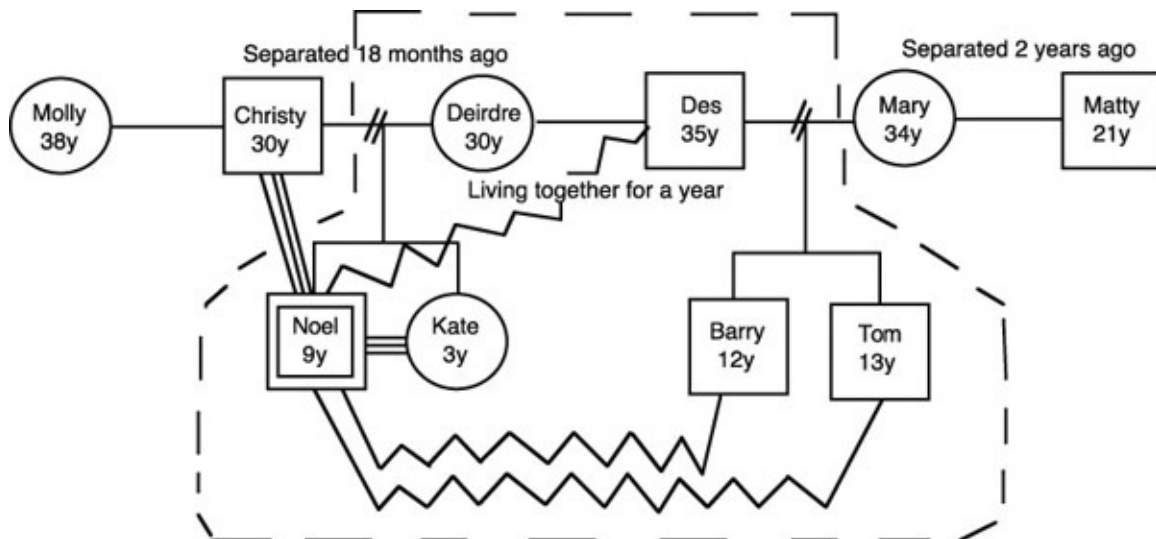 Separated 18 months ago
Separated 2 years ago
Molly
38y
Christy
30y
Deirdre
30y
Des
35y
Mary
34y
Matty
21y
Living together for a year
Noel
9y
Kate
3y
Barry
12y
Tom
13y